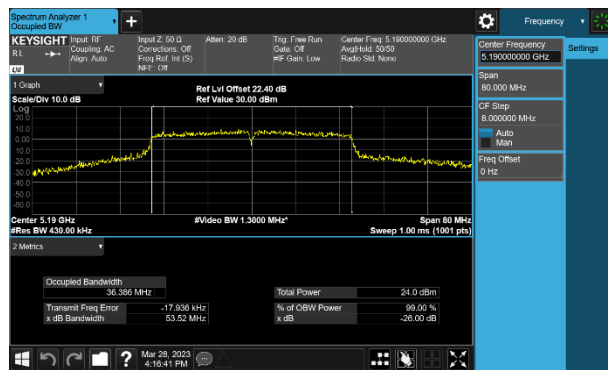 Spectrum Analyzer 1
Occupied BW
Frequency
KEYSIGHT Input: RF Input Z: 50 Ω Atten: 20 dB Trig: Free Run Center Freq: 5.190000000 GHz
RL Coupling: AC Corrections: Off Gate: Off Avg|Hold: 50/50
Align: Auto Freq Ref: Int (S) #IF Gain: Low Radio Std: None
NFE: Off
Center Frequency
5.190000000 GHz
Settings
Span
80.000 MHz
CF Step
8.000000 MHz
Auto
Man
Freq Offset
0 Hz
1 Graph
Ref Lvl Offset 22.40 dB
Scale/Div 10.0 dB Ref Value 30.00 dBm
Log
20.0
10.0
0.00
-10.0
-20.0
-30.0
-40.0
-50.0
-60.0
Center 5.19 GHz #Video BW 1.3000 MHz* Span 80 MHz
#Res BW 430.00 kHz Sweep 1.00 ms (1001 pts)
2 Metrics
Occupied Bandwidth
36.386 MHz
Total Power 24.0 dBm
Transmit Freq Error -17.936 kHz % of OBW Power 99.00 %
x dB Bandwidth 53.52 MHz x dB -26.00 dB
?
Mar 28, 2023
4:16:41 PM